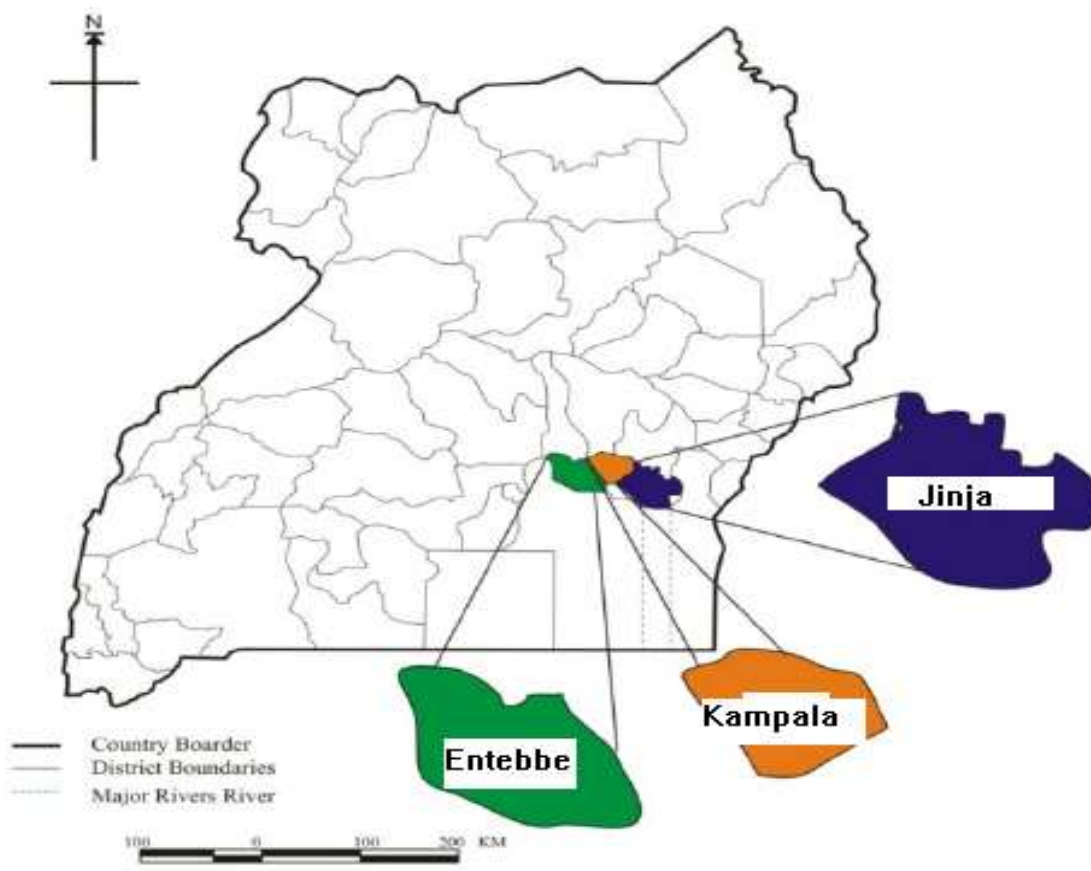 N
Jinja
Kampala
Entebbe
Country Boarder
District Boundaries
Major Rivers River
100 0 100 200 KM